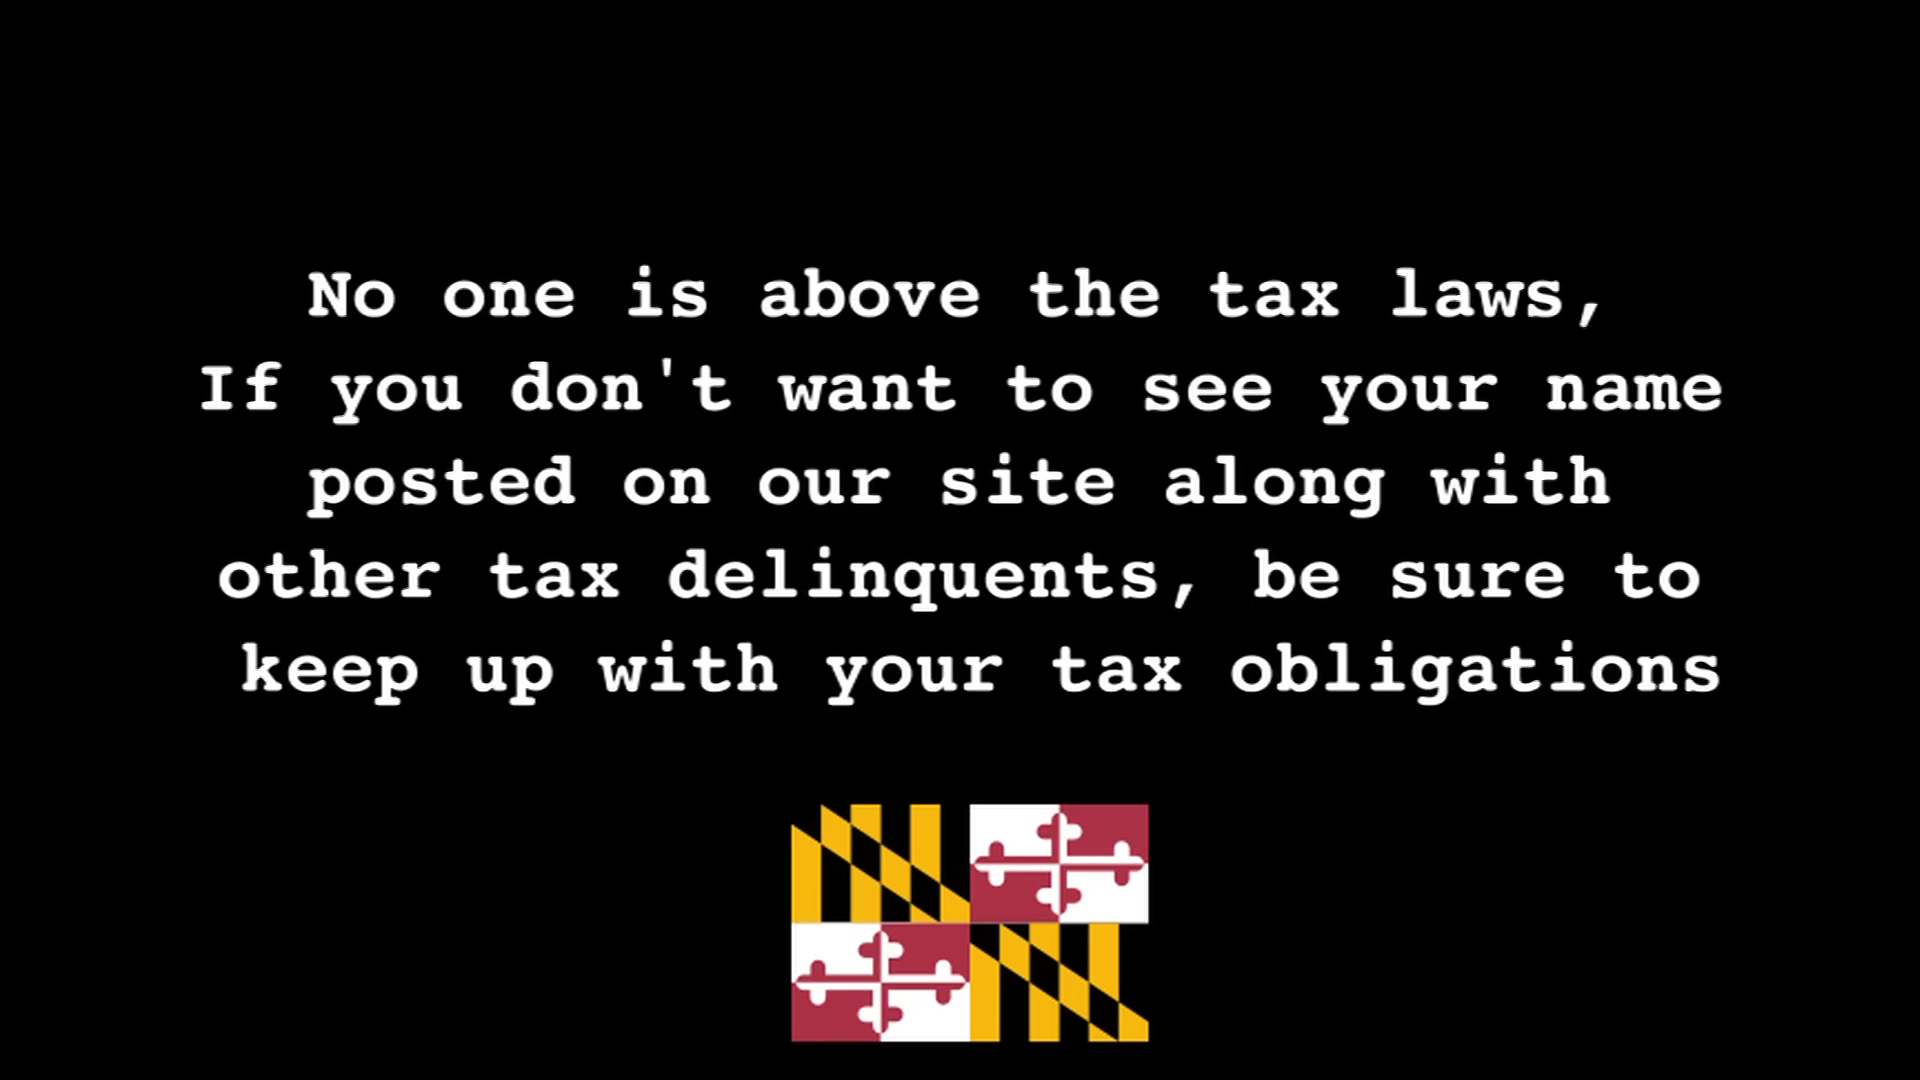 No one is above the tax laws,
If you don't want to see your name
posted on our site along with
other tax delinquents, be sure to
keep up with your tax obligations